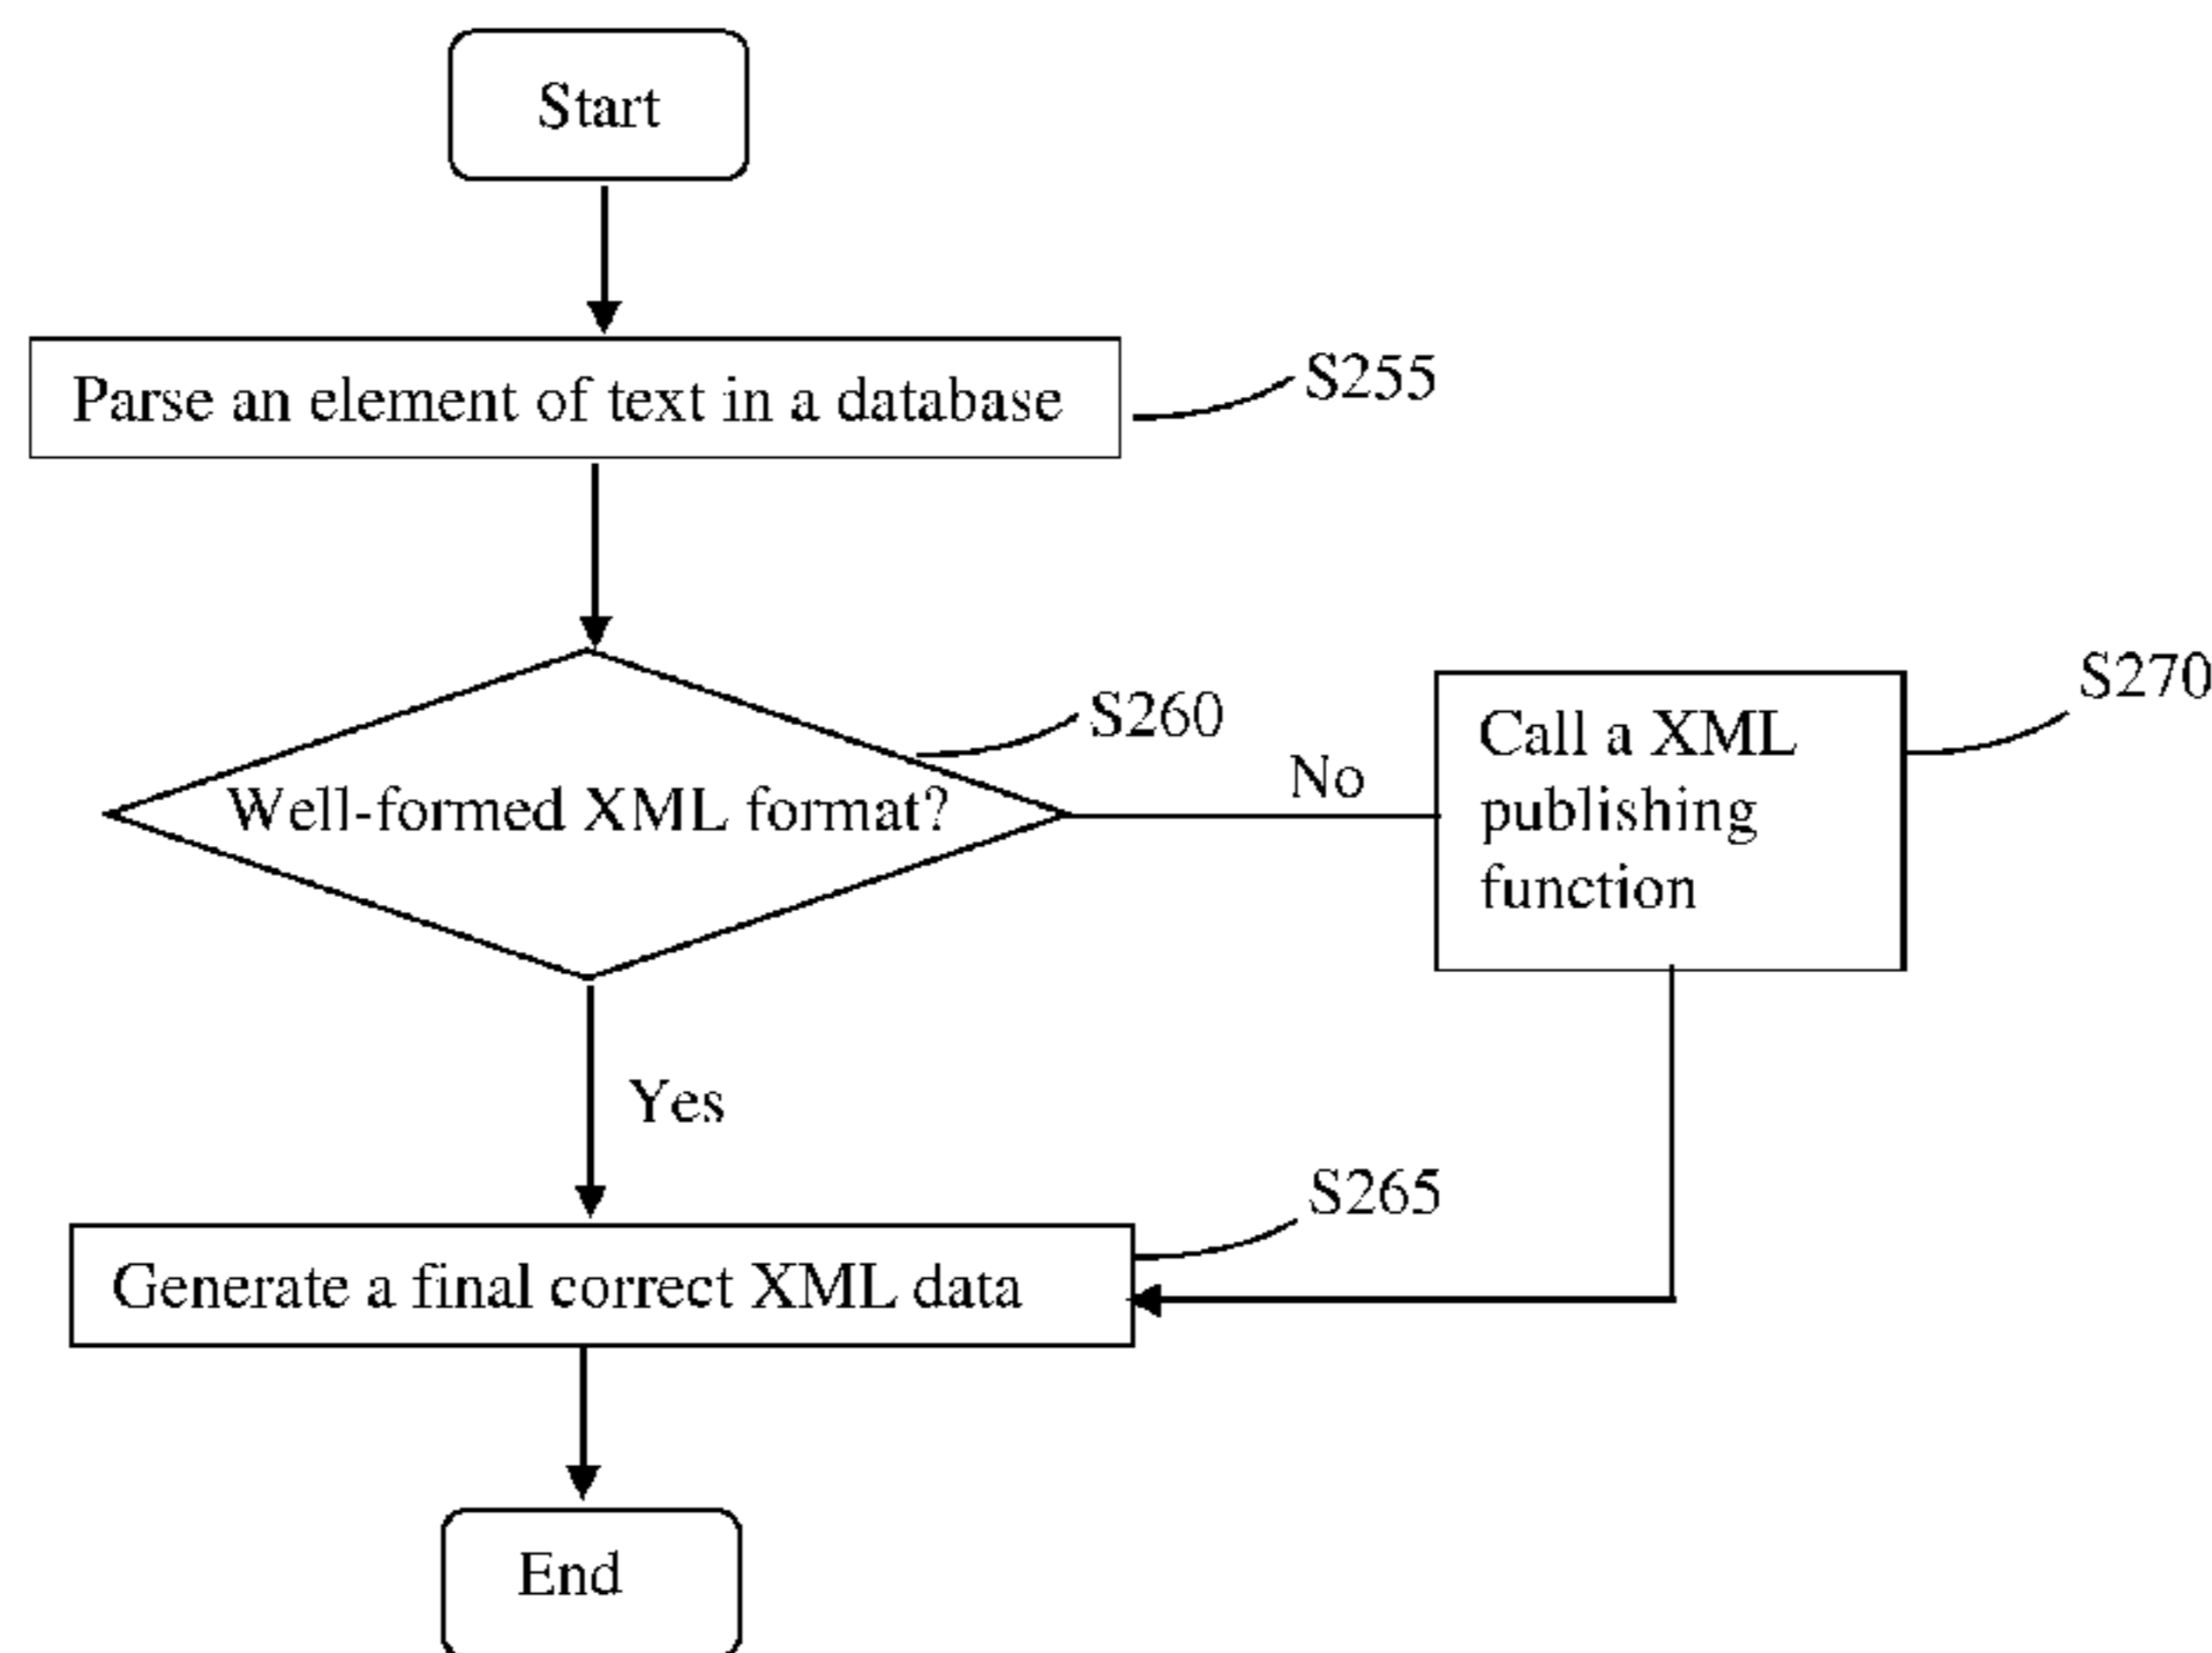 Start
Parse an element of text in a database
S255
S260
Well-formed XML format?
No
Call a XML
publishing
function
S270
Yes
S265
Generate a final correct XML data
End